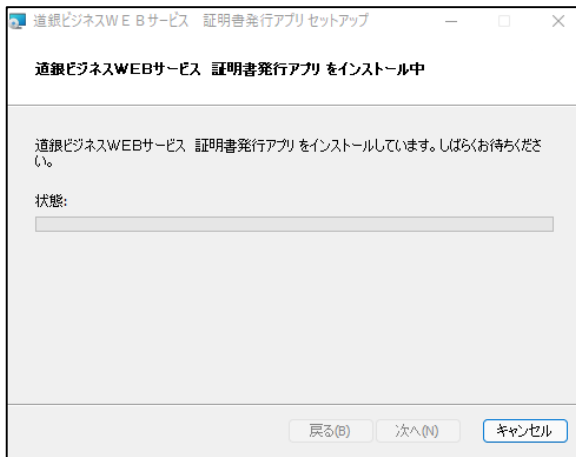 道銀ビジネスＷＥＢサービス　証明書発行アプリ セットアップ
道銀ビジネスWEBサービス 証明書発行アプリ をインストール中
道銀ビジネスWEBサービス 証明書発行アプリ をインストールしています。しばらくお待ちくださ
い。
状態:
戻る(B) 次へ(N) キャンセル